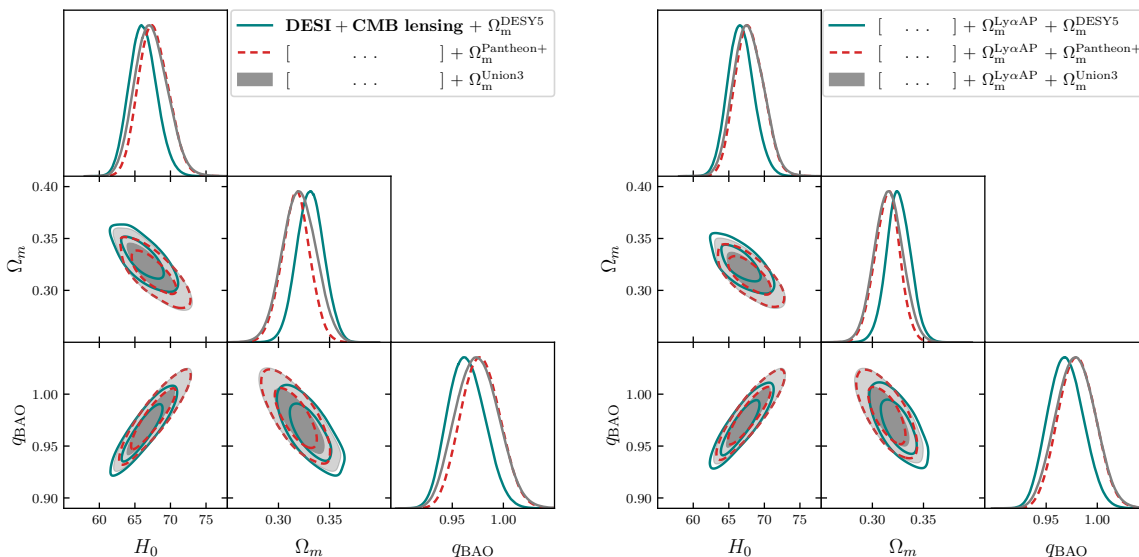 DESI + CMB lensing + Ω_m^DESY5
[ ... ] + Ω_m^Pantheon+
[ ... ] + Ω_m^Union3
0.40
0.35
0.30
Ω_m
1.00
0.95
0.90
q_BAO
60 65 70 75
0.30 0.35
0.95 1.00
H_0
Ω_m
q_BAO
[ ... ] + Ω_m^LyαAP + Ω_m^DESY5
[ ... ] + Ω_m^LyαAP + Ω_m^Pantheon+
[ ... ] + Ω_m^LyαAP + Ω_m^Union3
0.40
0.35
0.30
Ω_m
1.00
0.95
0.90
q_BAO
60 65 70 75
0.30 0.35
0.95 1.00
H_0
Ω_m
q_BAO